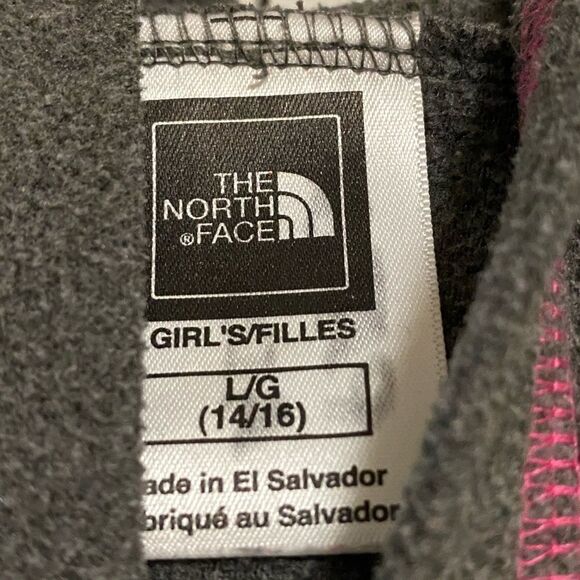 THE
NORTH
®FACE
GIRL'S/FILLES
L/G
(14/16)
ade in El Salvador
briqué au Salvador